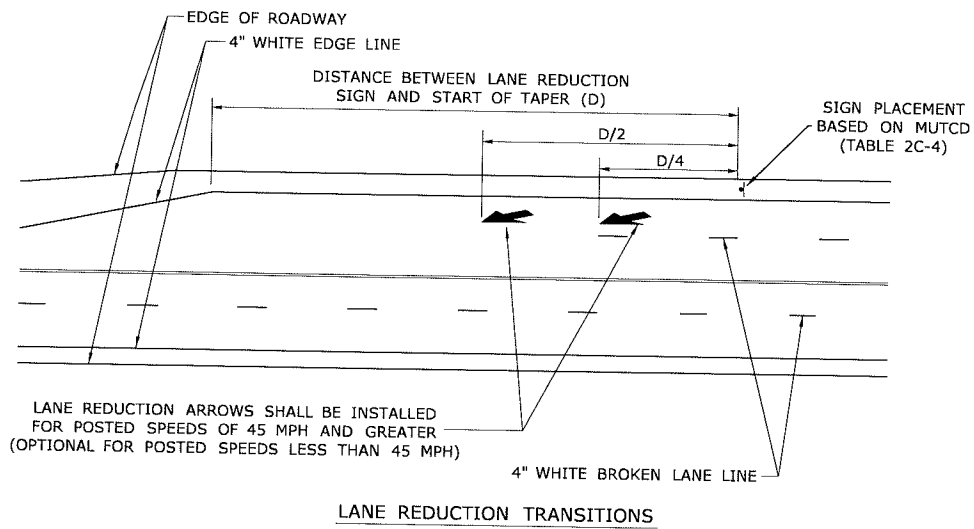 EDGE OF ROADWAY
4" WHITE EDGE LINE
DISTANCE BETWEEN LANE REDUCTION
SIGN AND START OF TAPER (D)
SIGN PLACEMENT
BASED ON MUTCD
(TABLE 2C-4)
D/2
D/4
LANE REDUCTION ARROWS SHALL BE INSTALLED
FOR POSTED SPEEDS OF 45 MPH AND GREATER
(OPTIONAL FOR POSTED SPEEDS LESS THAN 45 MPH)
4" WHITE BROKEN LANE LINE
LANE REDUCTION TRANSITIONS